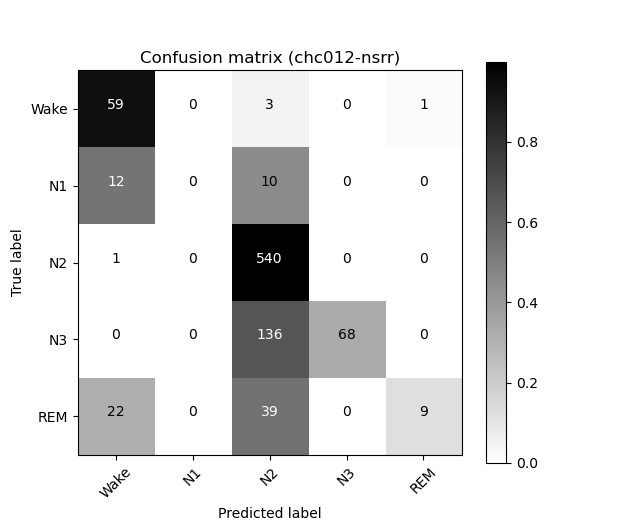 Confusion matrix (chc012-nsrr)
Wake 59 0 3 0 1
N1 12 0 10 0 0
N2 1 0 540 0 0
N3 0 0 136 68 0
REM 22 0 39 0 9
Wake N1 N2 N3 REM
Predicted label
True label
0.8
0.6
0.4
0.2
0.0